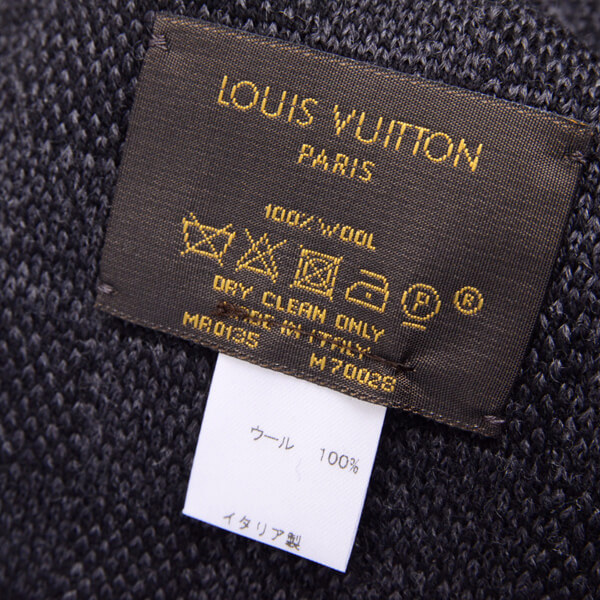 LOUIS VUITTON
PARIS
100% WOOL
P ®
DRY CLEAN ONLY
MADE IN ITALY
MR0135 M70028
ウール 100%
イタリア製